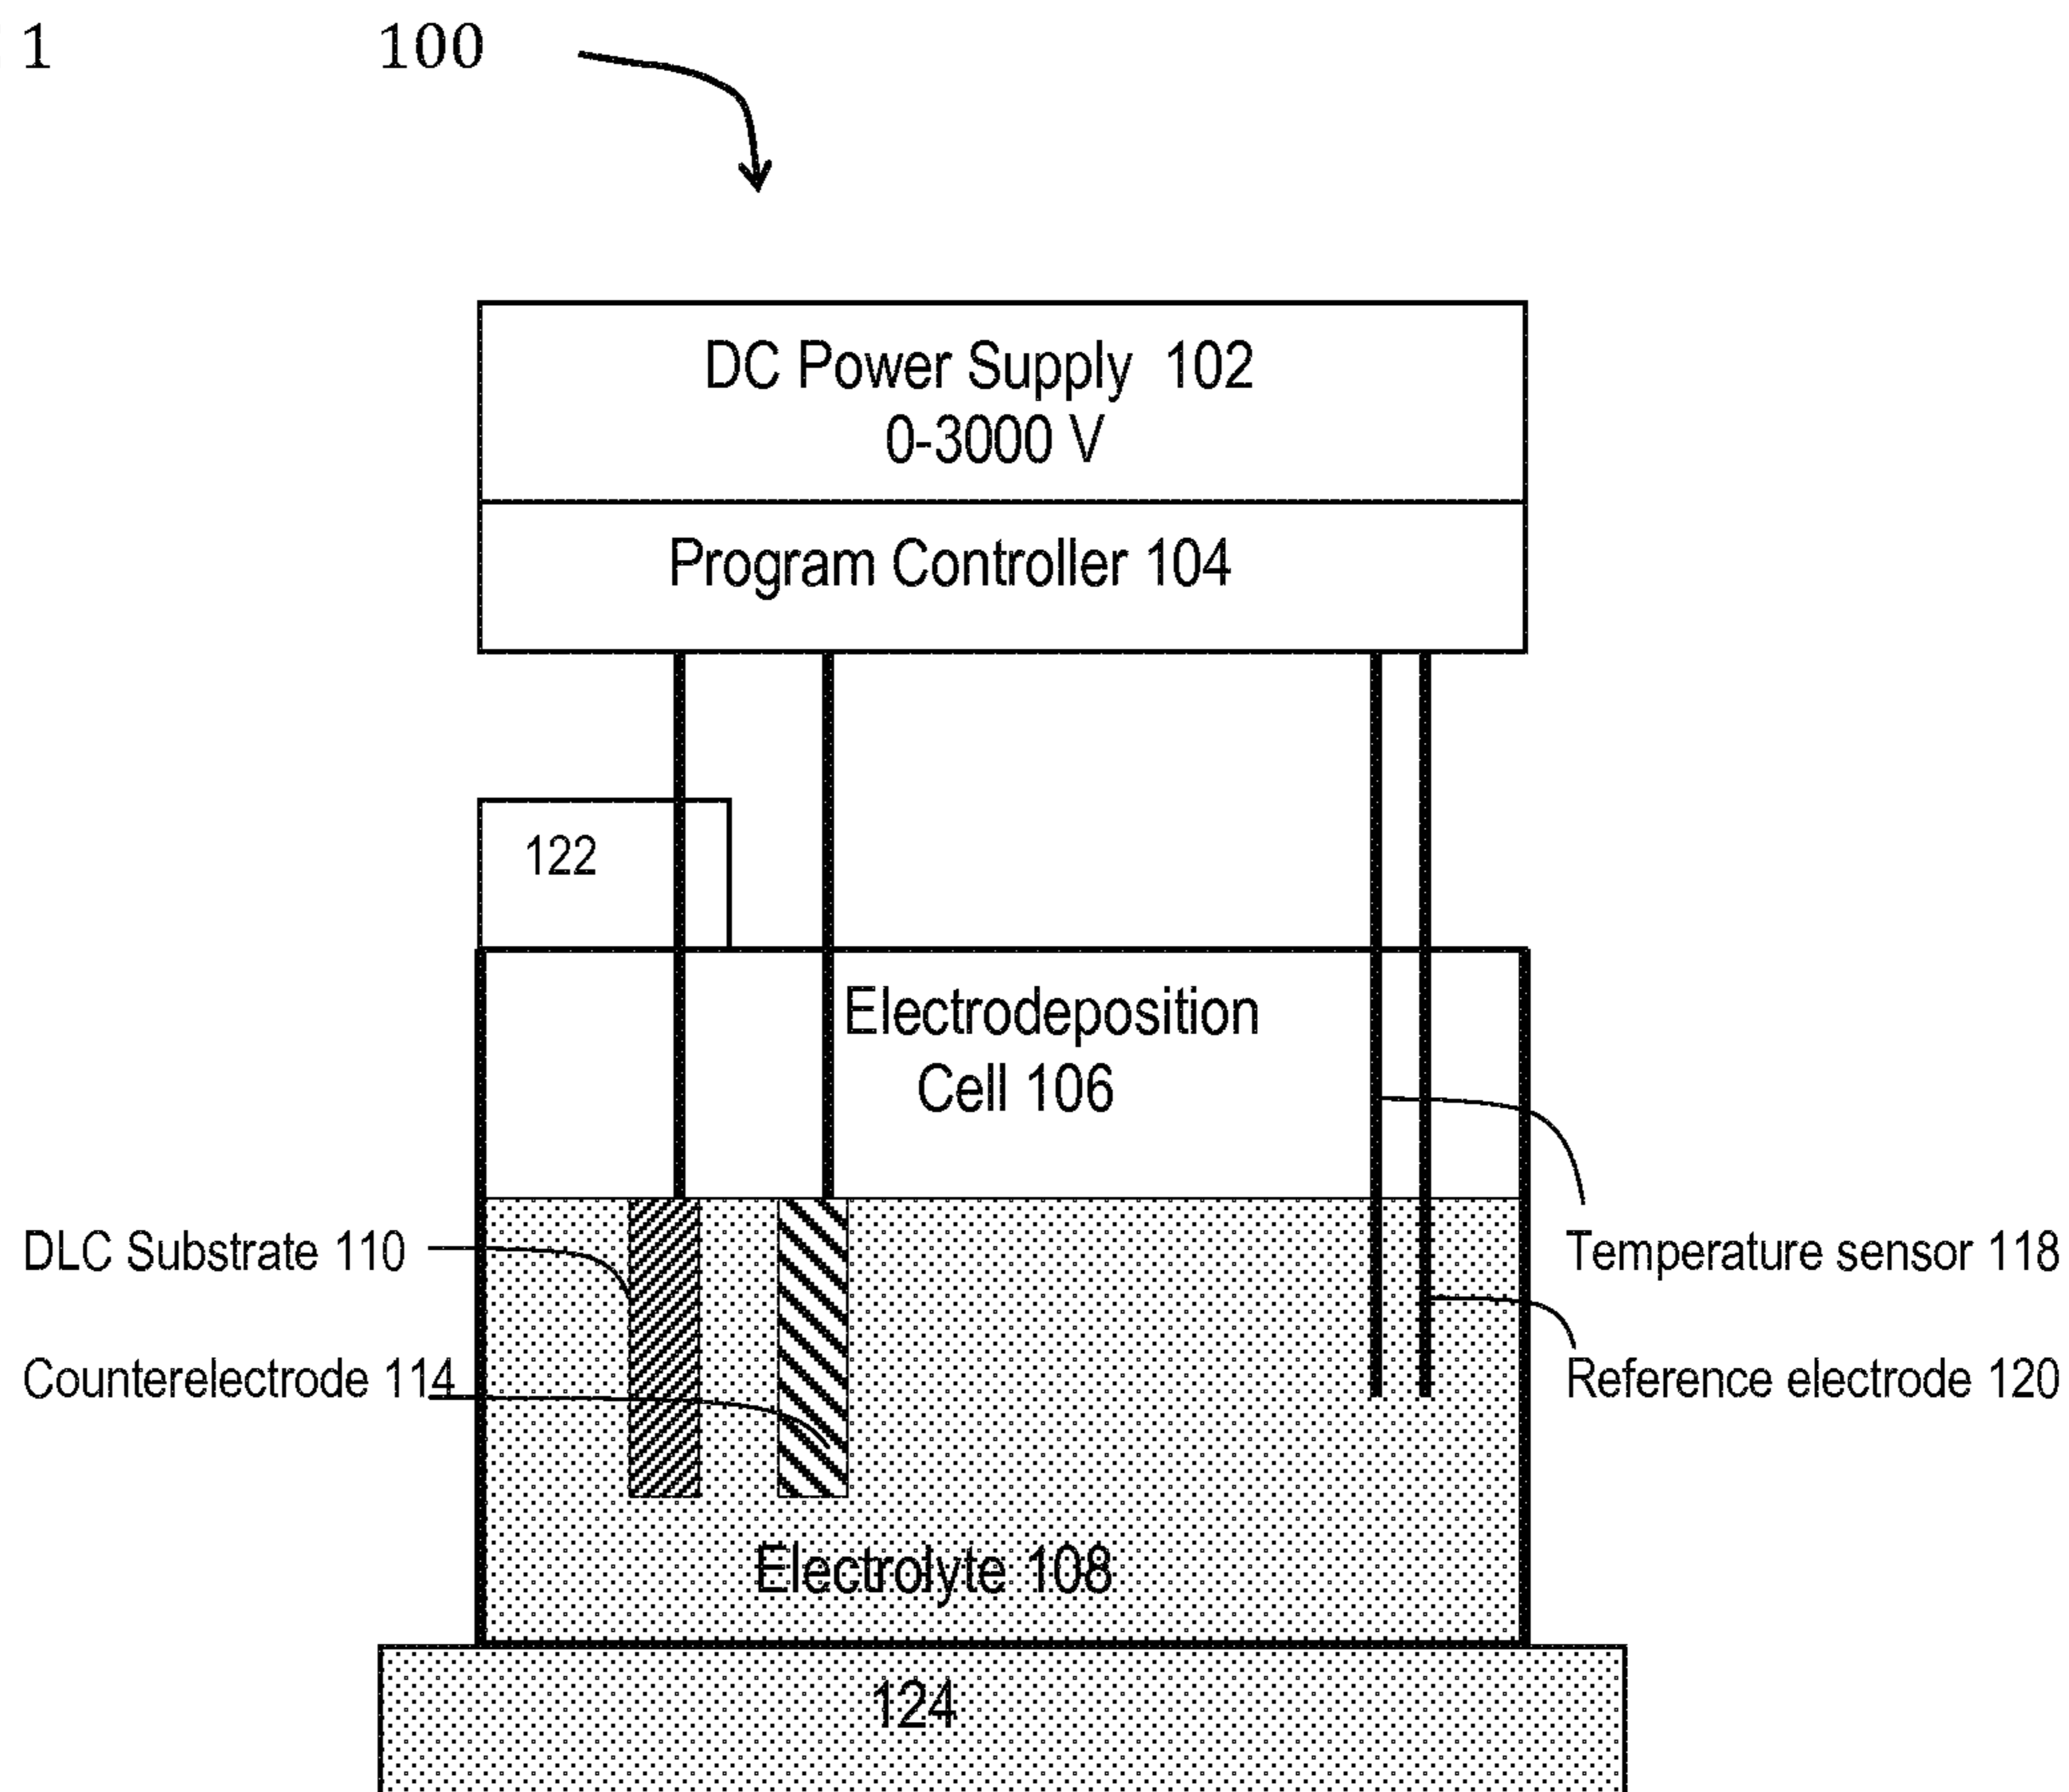 1
100
DC Power Supply 102
0-3000 V
Program Controller 104
122
Electrodeposition
Cell 106
DLC Substrate 110
Temperature sensor 118
Counterelectrode 114
Reference electrode 120
Electrolyte 108
124